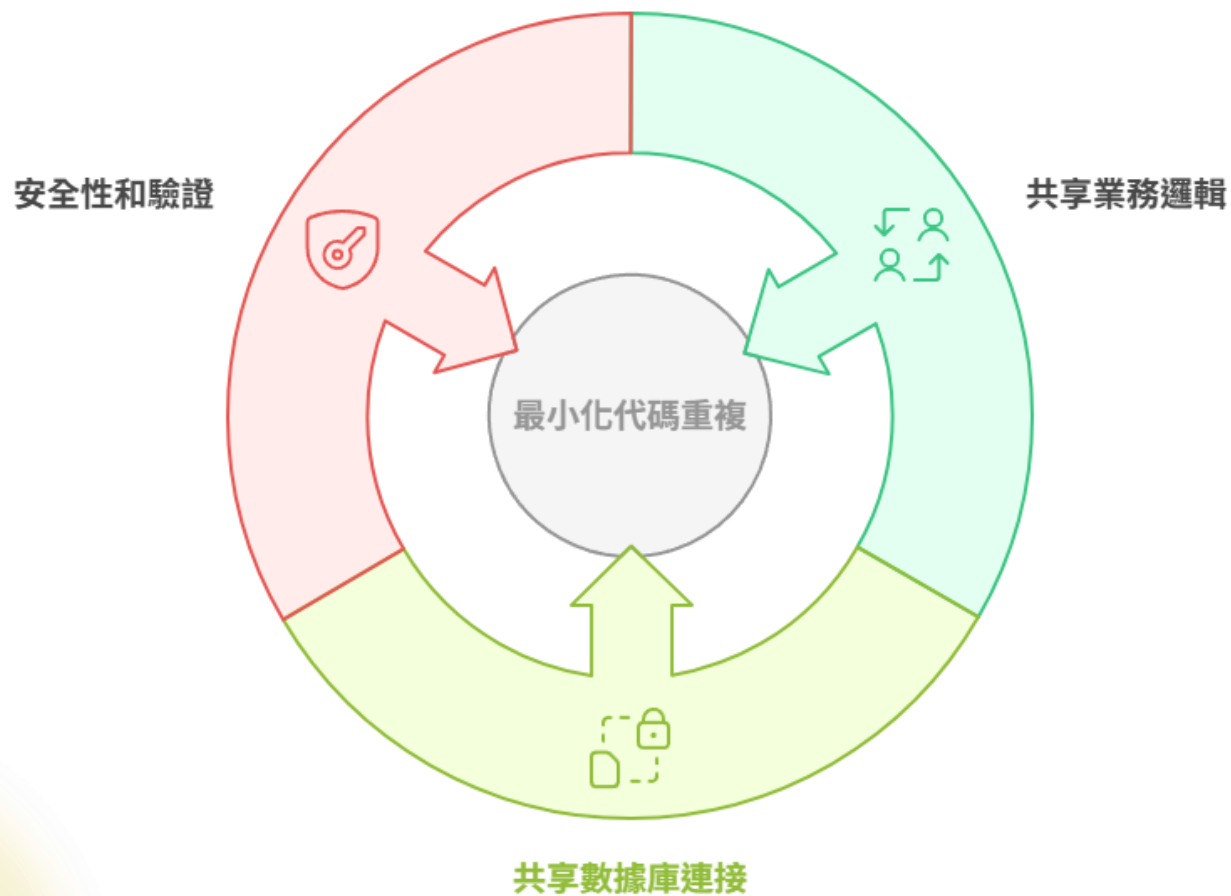 安全性和驗證
共享業務邏輯
最小化代碼重複
共享數據庫連接